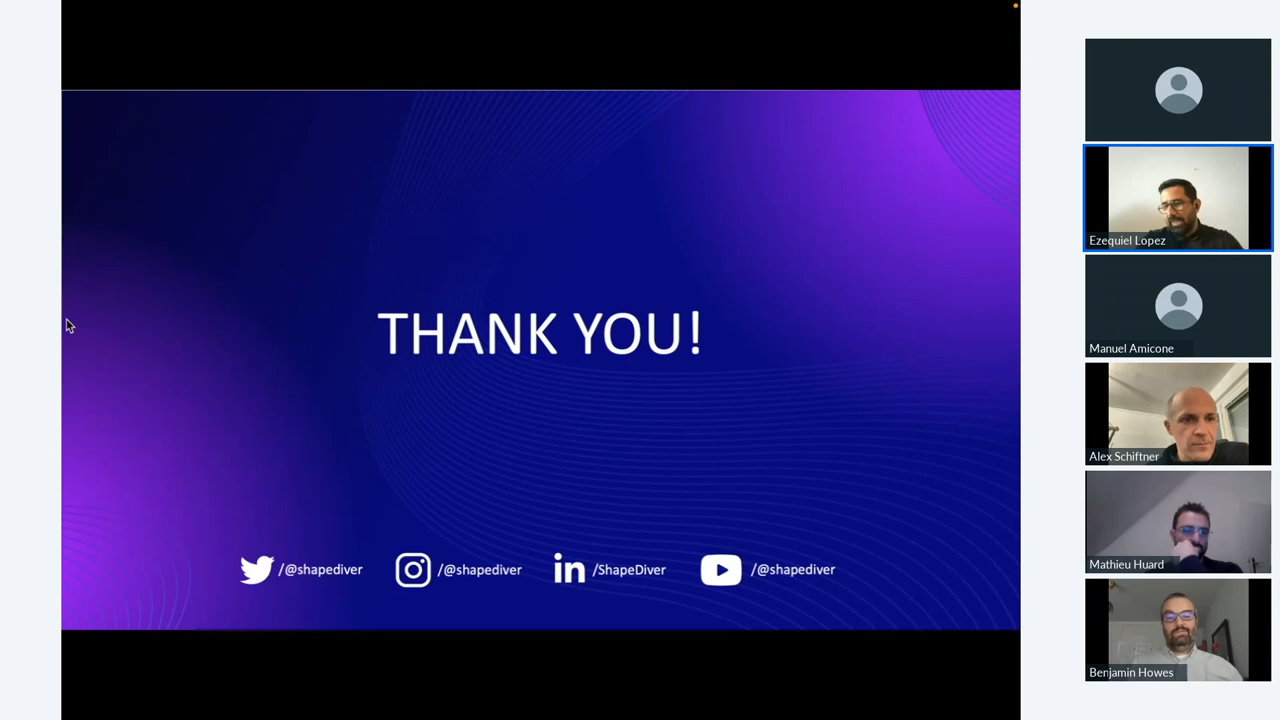 THANK YOU!
/@shapediver
/@shapediver
/ShapeDiver
/@shapediver
Ezequiel Lopez
Manuel Amicone
Alex Schiftner
Mathieu Huard
Benjamin Howes